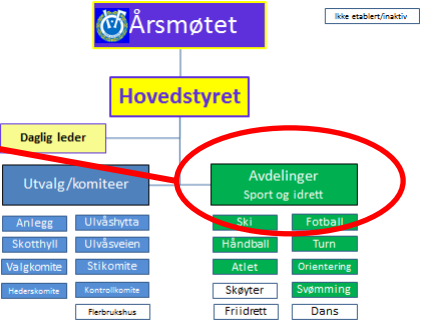 Årsmøtet
Ikke etablert/inaktiv
Hovedstyret
Daglig leder
Utvalg/komiteer
Avdelinger
Sport og idrett
Anlegg
Ulvåshytta
Skotthyll
Ulvåsveien
Valgkomite
Stikomite
Hederskomite
Kontrollkomite
Flerbrukshus
Ski
Fotball
Håndball
Turn
Atlet
Orientering
Skøyter
Svømming
Friidrett
Dans